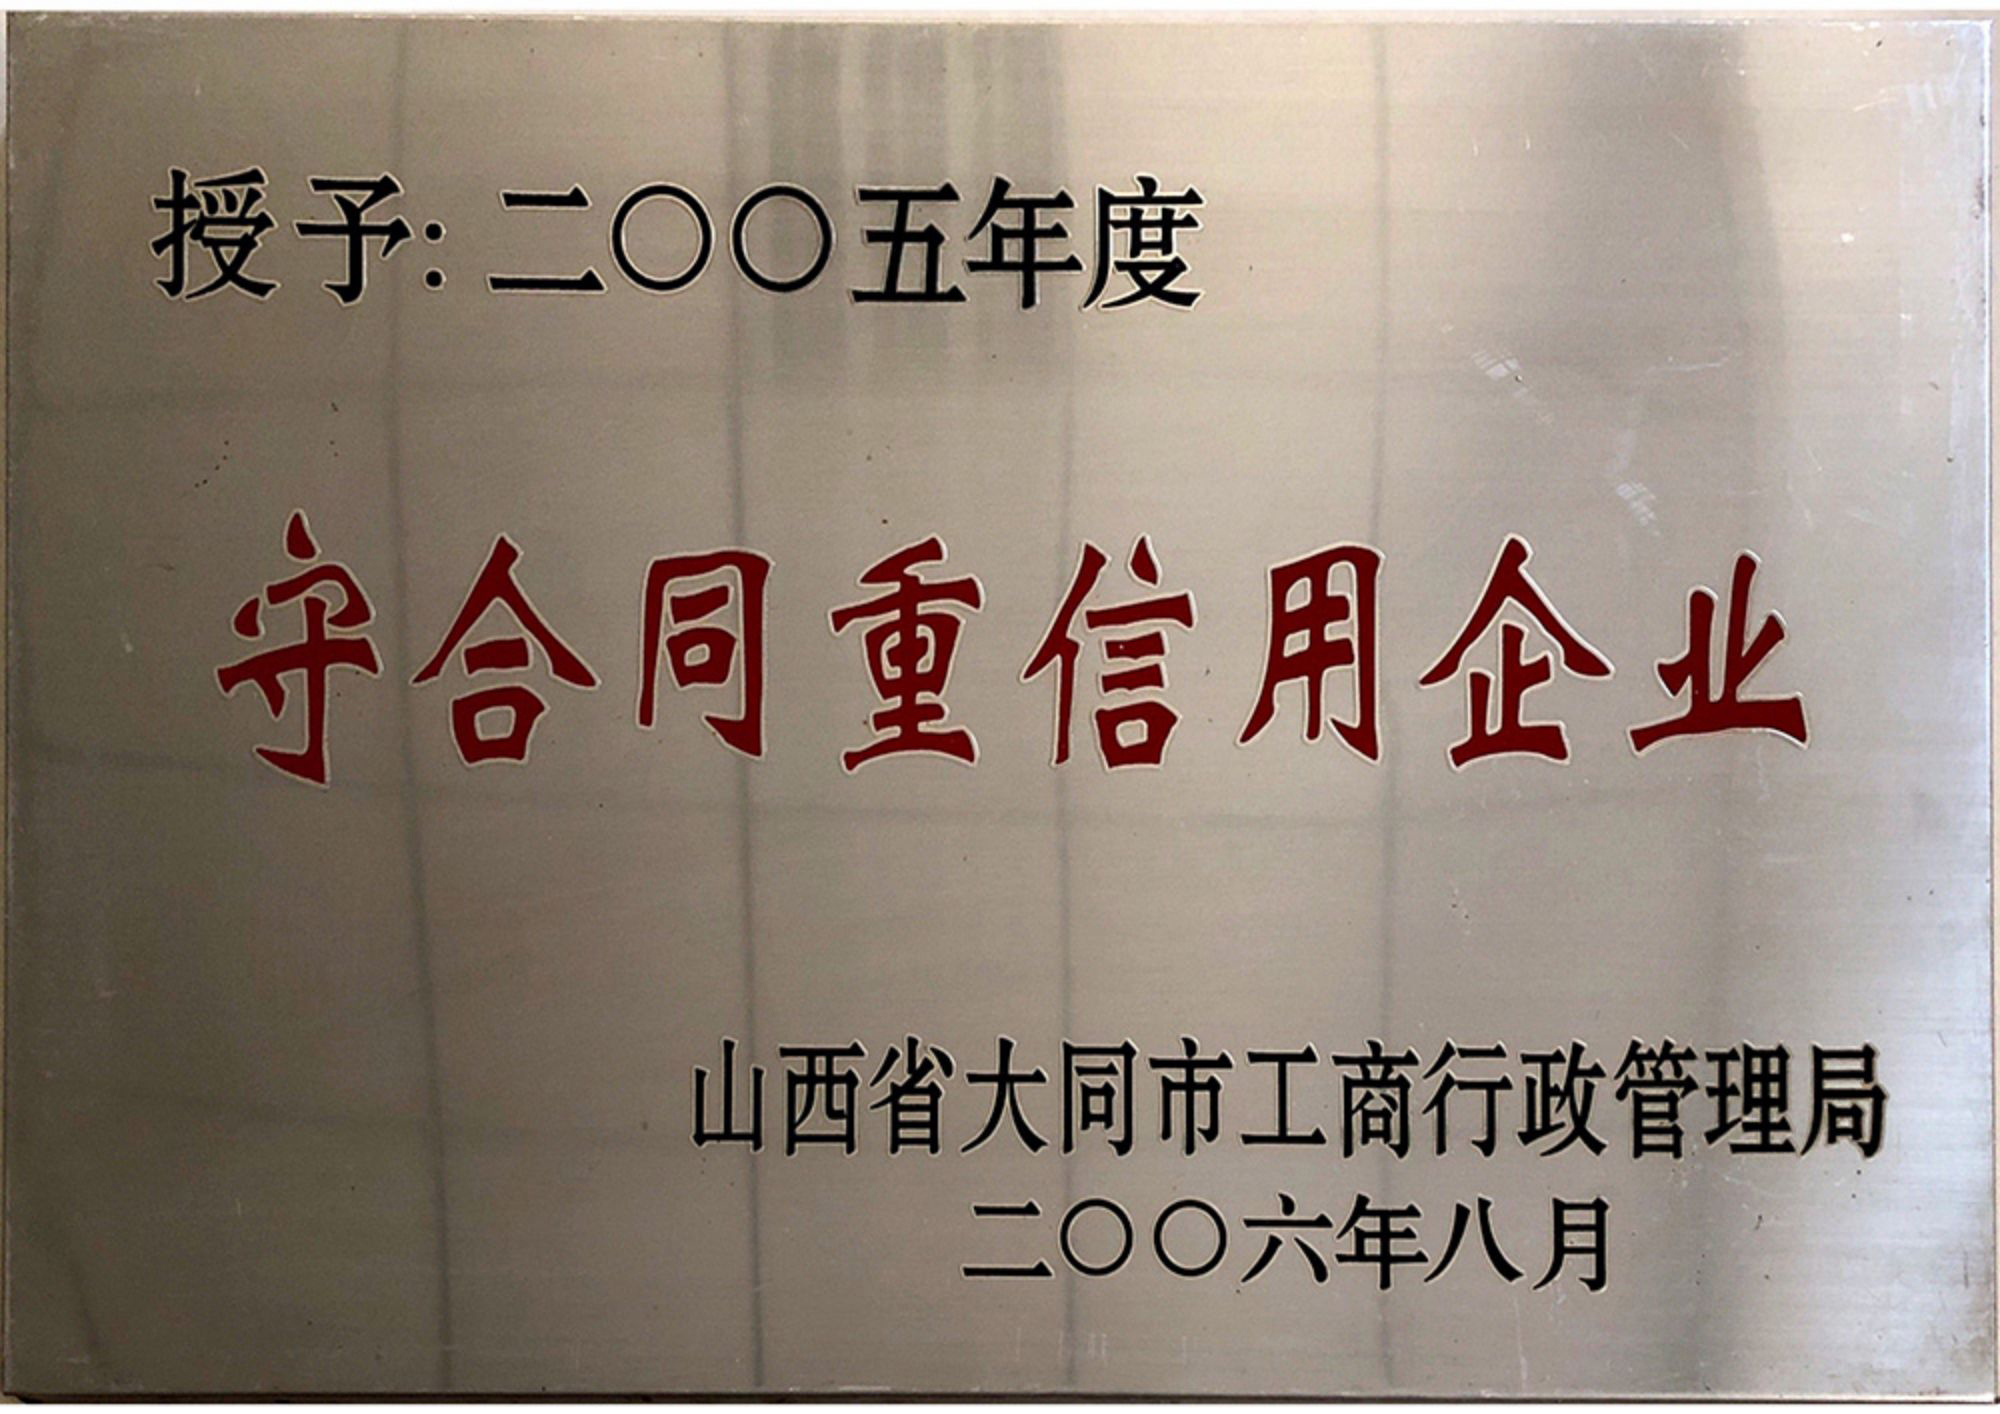 授予：二〇〇五年度
守合同重信用企业
山西省大同市工商行政管理局
二〇〇六年八月